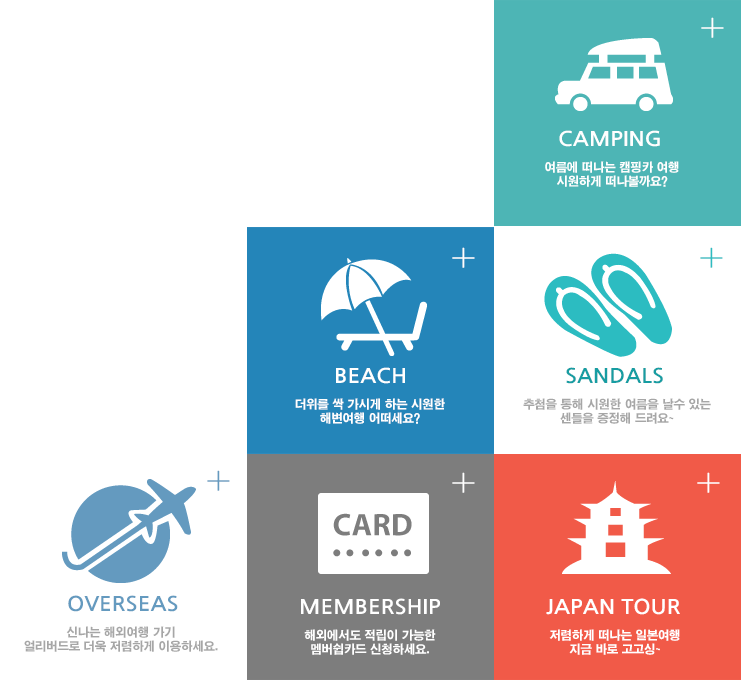 CAMPING
여름에 떠나는 캠핑카 여행
시원하게 떠나볼까요?
BEACH
더위를 싹 가시게 하는 시원한
해변여행 어떠세요?
SANDALS
추첨을 통해 시원한 여름을 날수 있는
센들을 증정해 드려요~
OVERSEAS
신나는 해외여행 가기
얼리버드로 더욱 저렴하게 이용하세요.
CARD
MEMBERSHIP
해외에서도 적립이 가능한
멤버쉽카드 신청하세요.
JAPAN TOUR
저렴하게 떠나는 일본여행
지금 바로 고고싱~